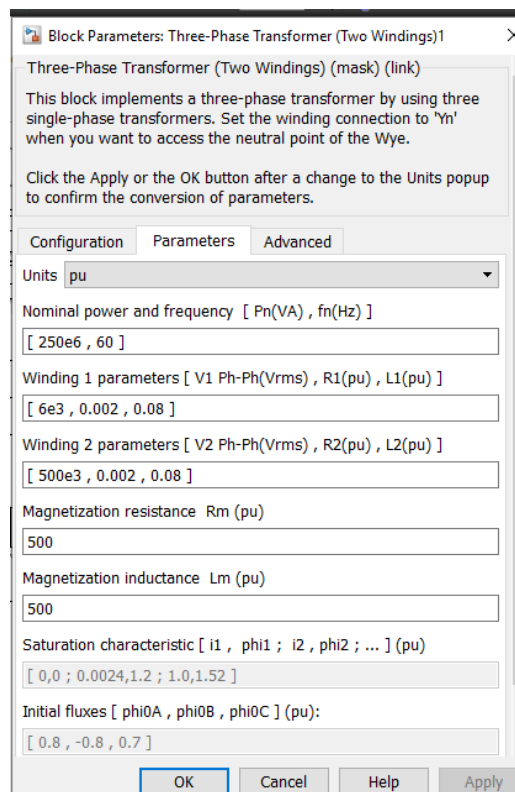 Block Parameters: Three-Phase Transformer (Two Windings)1
Three-Phase Transformer (Two Windings) (mask) (link)
This block implements a three-phase transformer by using three
single-phase transformers. Set the winding connection to 'Yn'
when you want to access the neutral point of the Wye.
Click the Apply or the OK button after a change to the Units popup
to confirm the conversion of parameters.
Configuration Parameters Advanced
Units pu
Nominal power and frequency [ Pn(VA) , fn(Hz) ]
[ 250e6 , 60 ]
Winding 1 parameters [ V1 Ph-Ph(Vrms) , R1(pu) , L1(pu) ]
[ 6e3 , 0.002 , 0.08 ]
Winding 2 parameters [ V2 Ph-Ph(Vrms) , R2(pu) , L2(pu) ]
[ 500e3 , 0.002 , 0.08 ]
Magnetization resistance Rm (pu)
500
Magnetization inductance Lm (pu)
500
Saturation characteristic [ i1 , phi1 ; i2 , phi2 ; ... ] (pu)
[ 0,0 ; 0.0024,1.2 ; 1.0,1.52 ]
Initial fluxes [ phi0A , phi0B , phi0C ] (pu):
[ 0.8 , -0.8 , 0.7 ]
OK Cancel Help Apply